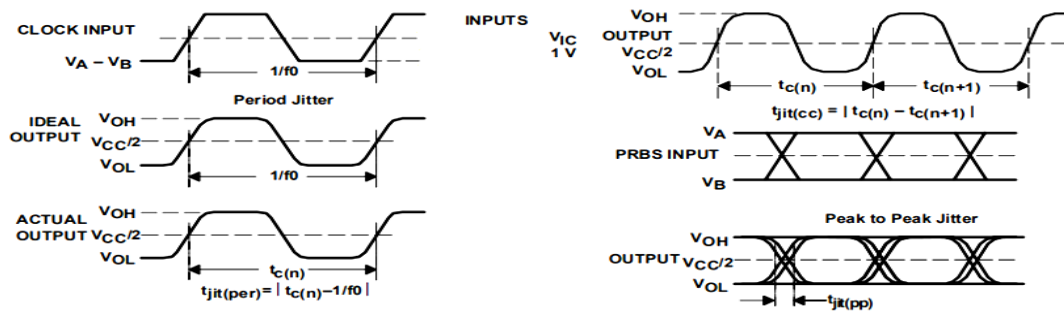 CLOCK INPUT
VA – VB
1/f0
Period Jitter
IDEAL
OUTPUT
VOH
VCC/2
VOL
1/f0
ACTUAL
OUTPUT
VOH
VCC/2
VOL
tc(n)
tjit(per) = | tc(n) – 1/f0 |
INPUTS
VIC
1 V
VOH
OUTPUT
VCC/2
VOL
tc(n)
tc(n+1)
tjit(cc) = | tc(n) – tc(n+1) |
VA
PRBS INPUT
VB
Peak to Peak Jitter
VOH
OUTPUT
VCC/2
VOL
tjit(pp)